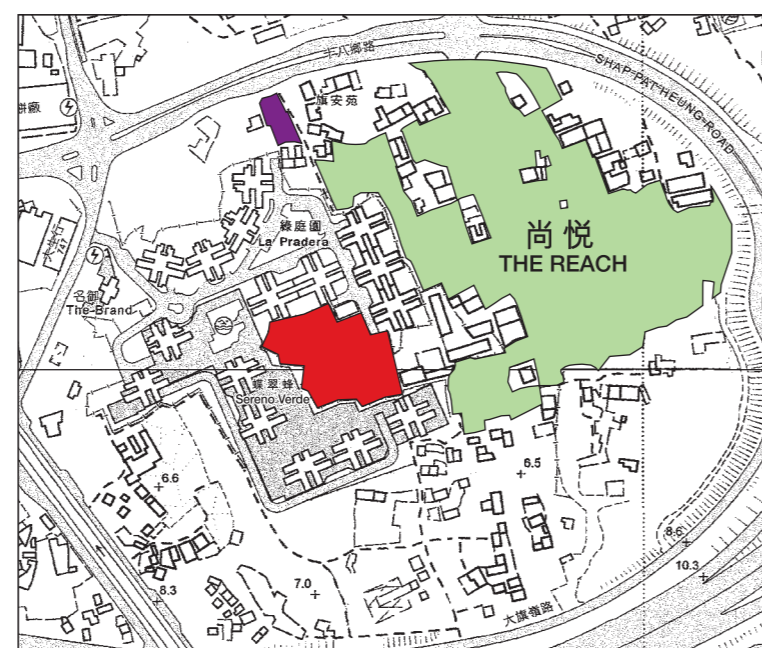 十八鄉路
SHAP PAT HEUNG ROAD
旗安苑
綠庭園
La Pradera
尚悦
THE REACH
747
名御
The Brand
蝶翠峰
Sereno Verde
6.6
6.5
8.3
7.0
8.6
10.3
大旗嶺路